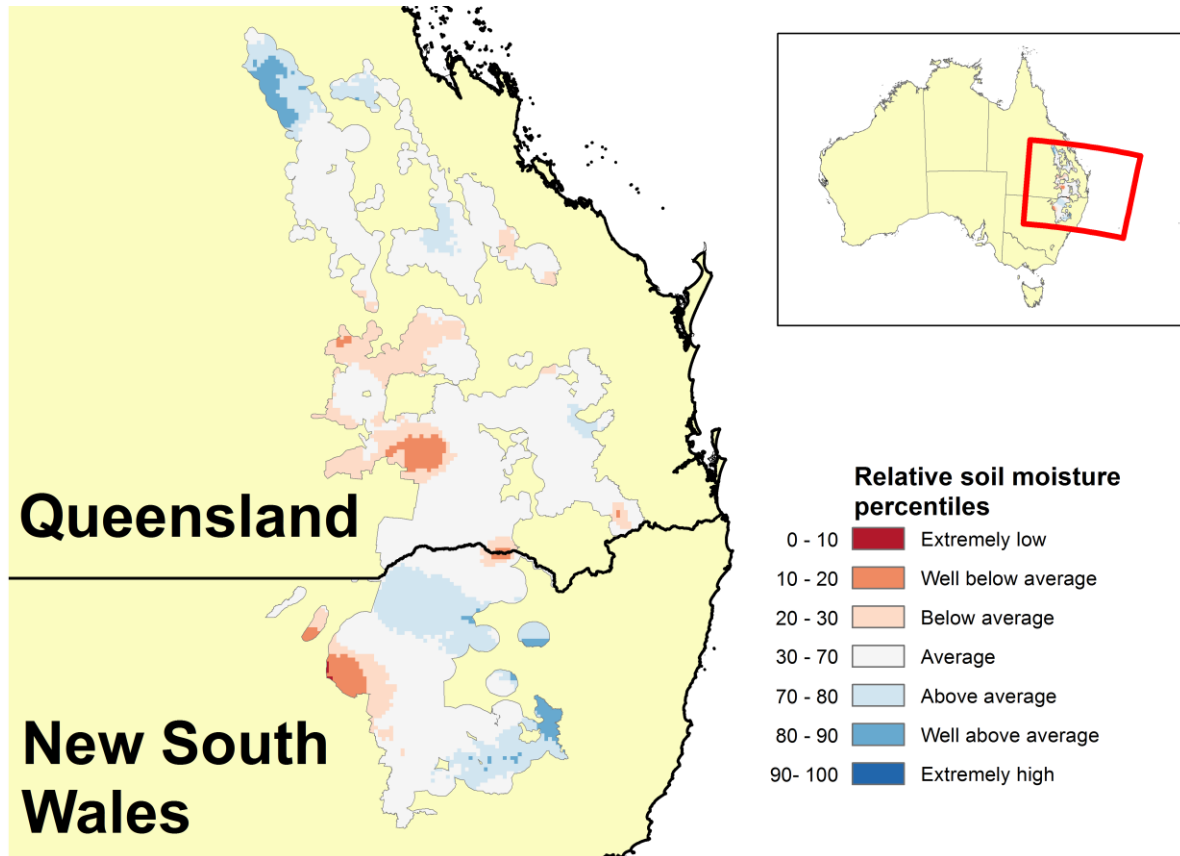 Queensland
New South
Wales
Relative soil moisture
percentiles
0 - 10 Extremely low
10 - 20 Well below average
20 - 30 Below average
30 - 70 Average
70 - 80 Above average
80 - 90 Well above average
90- 100 Extremely high